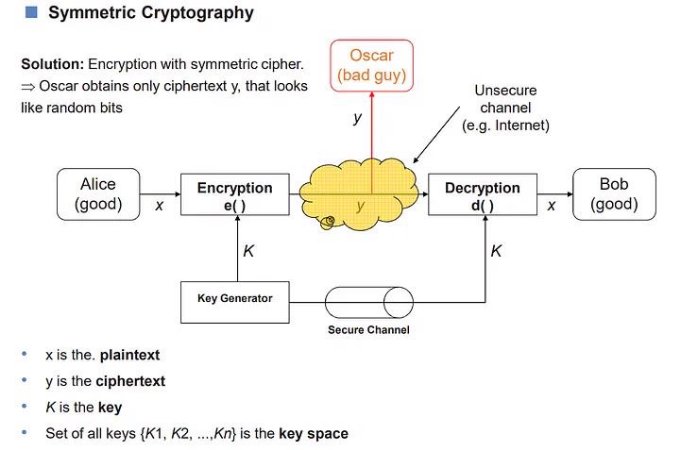 Symmetric Cryptography
Solution: Encryption with symmetric cipher.
⇒ Oscar obtains only ciphertext y, that looks
like random bits
Oscar
(bad guy)
y
Unsecure
channel
(e.g. Internet)
Alice
(good)
x
Encryption
e( )
y
Decryption
d( )
x
Bob
(good)
K
K
Key Generator
Secure Channel
• x is the. plaintext
• y is the ciphertext
• K is the key
• Set of all keys {K1, K2, ...,Kn} is the key space